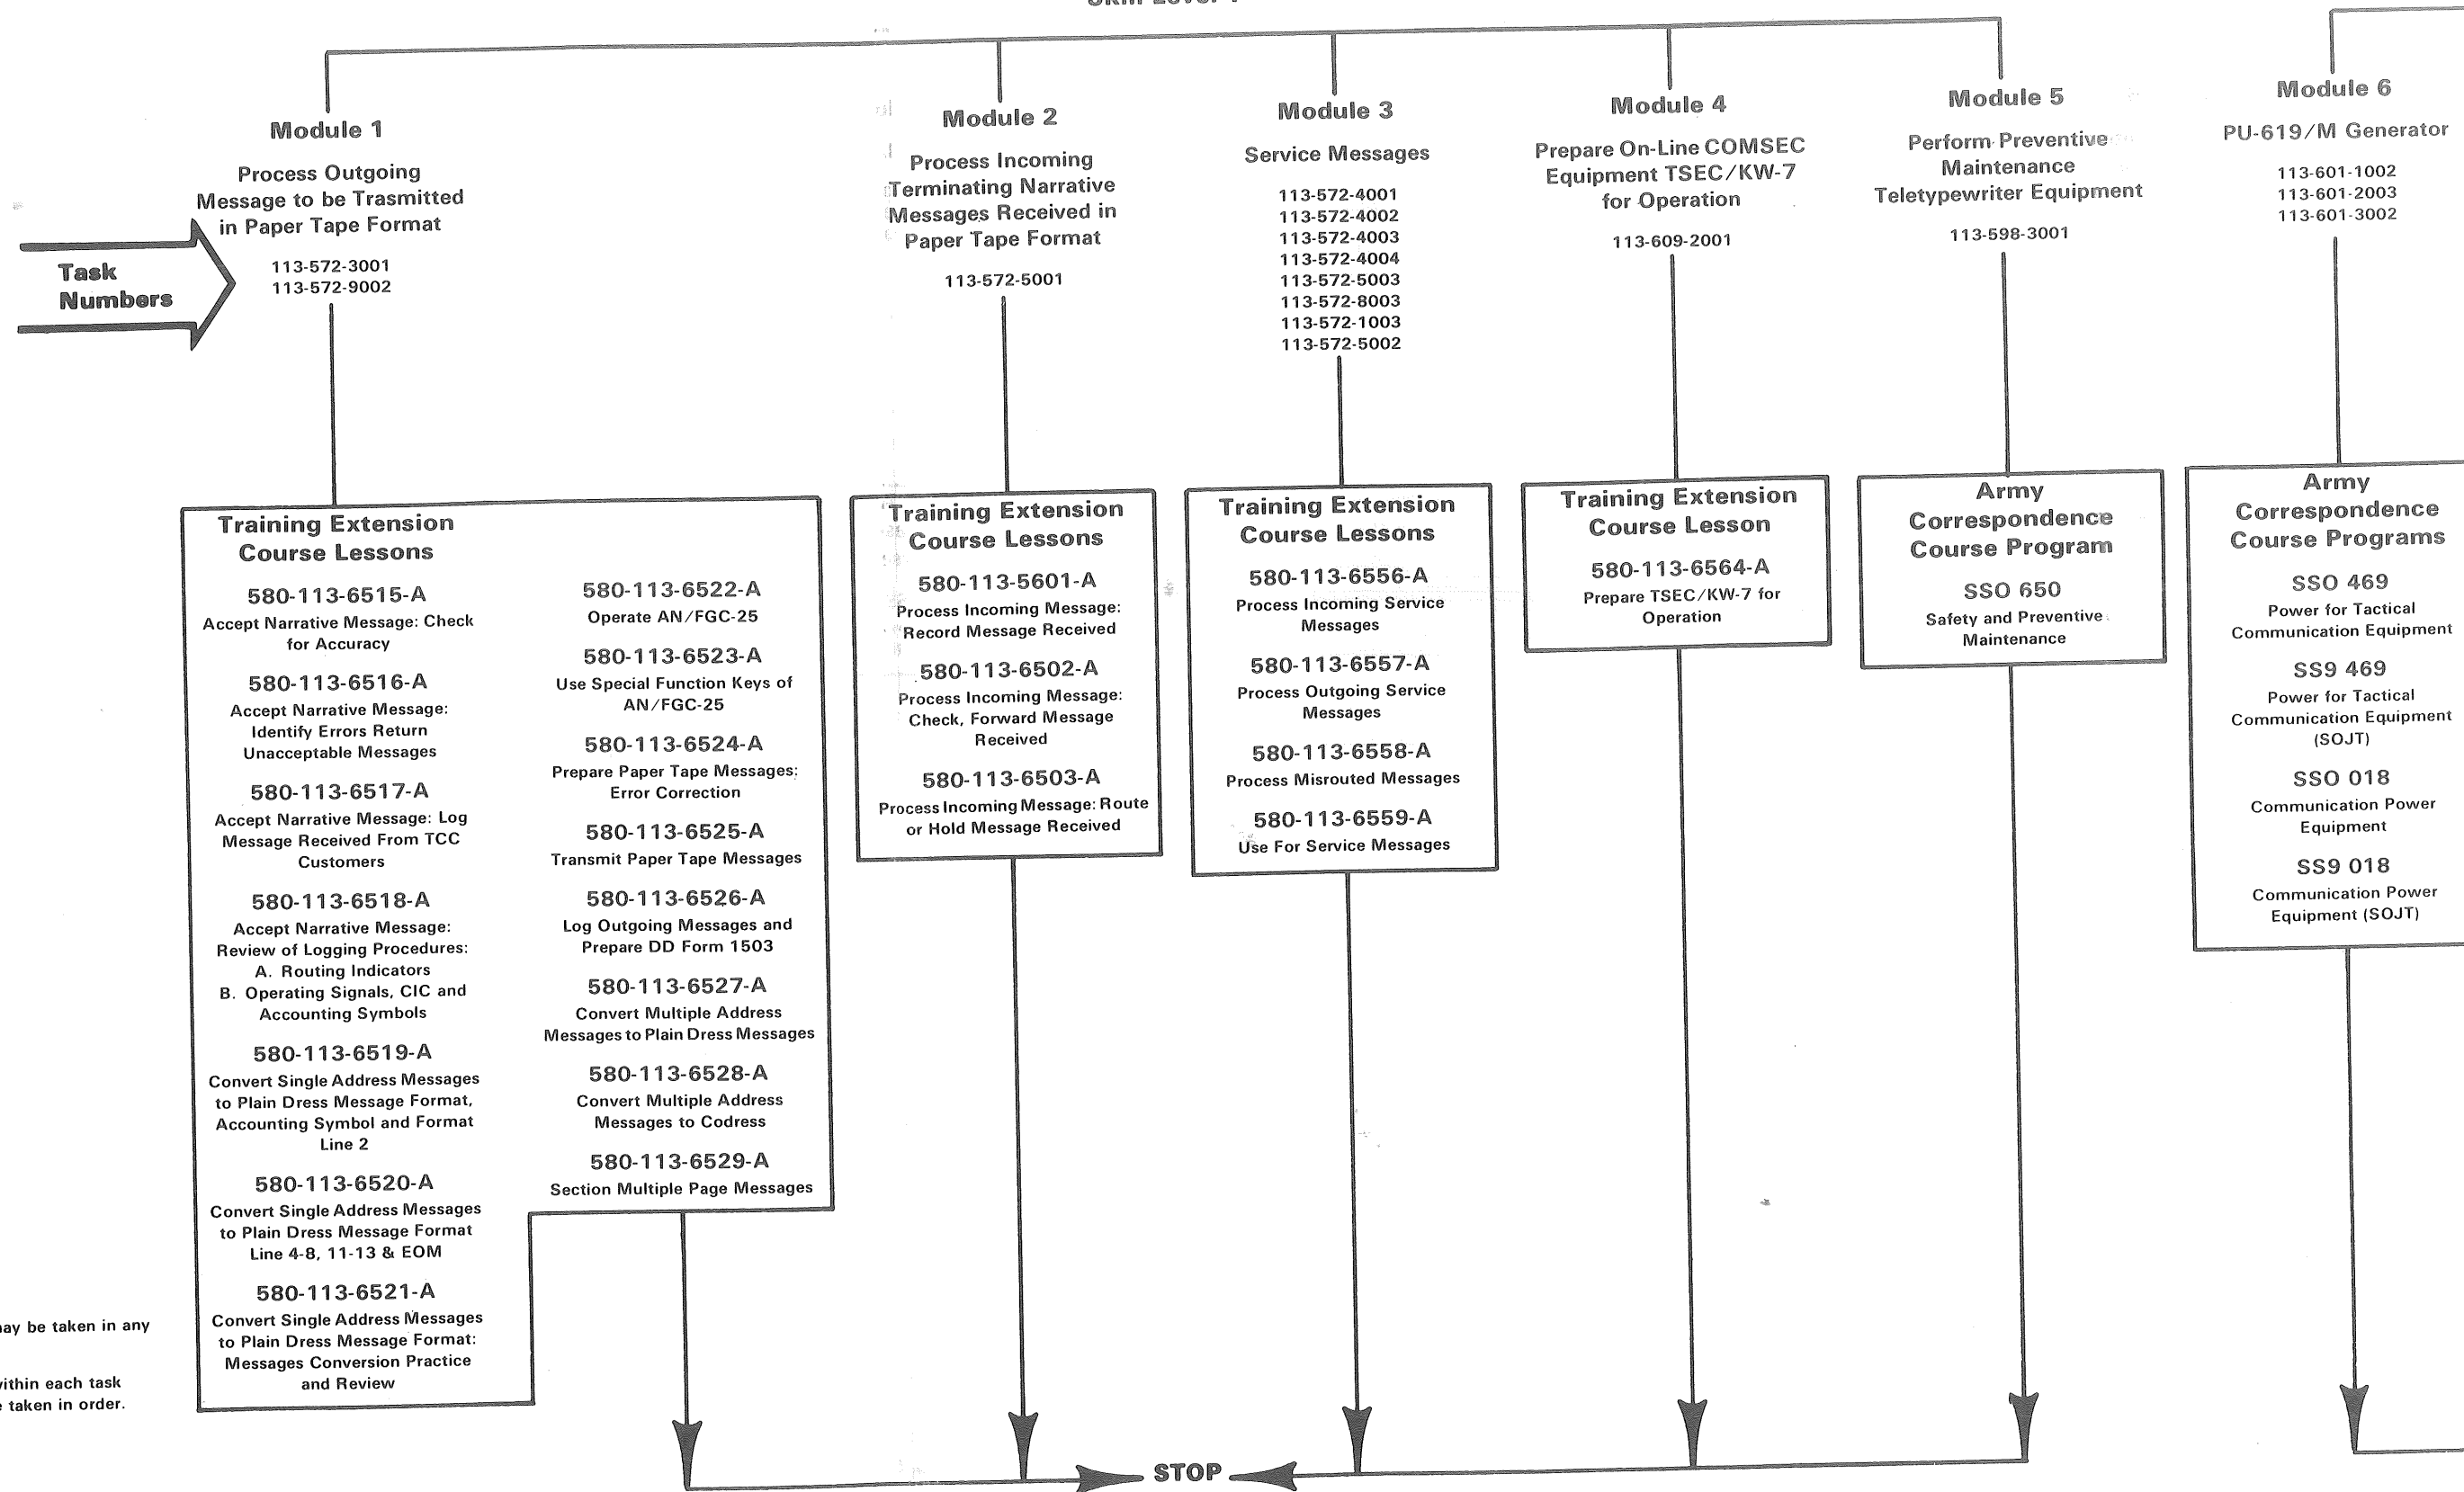 Task
Numbers
Module 1
Process Outgoing
Message to be Trasmitted
in Paper Tape Format
113-572-3001
113-572-9002
Training Extension
Course Lessons
580-113-6515-A
Accept Narrative Message: Check
for Accuracy
580-113-6516-A
Accept Narrative Message:
Identify Errors Return
Unacceptable Messages
580-113-6517-A
Accept Narrative Message: Log
Message Received From TCC
Customers
580-113-6518-A
Accept Narrative Message:
Review of Logging Procedures:
A. Routing Indicators
B. Operating Signals, CIC and
Accounting Symbols
580-113-6519-A
Convert Single Address Messages
to Plain Dress Message Format,
Accounting Symbol and Format
Line 2
580-113-6520-A
Convert Single Address Messages
to Plain Dress Message Format
Line 4-8, 11-13 & EOM
580-113-6521-A
Convert Single Address Messages
to Plain Dress Message Format:
Messages Conversion Practice
and Review
580-113-6522-A
Operate AN/FGC-25
580-113-6523-A
Use Special Function Keys of
AN/FGC-25
580-113-6524-A
Prepare Paper Tape Messages:
Error Correction
580-113-6525-A
Transmit Paper Tape Messages
580-113-6526-A
Log Outgoing Messages and
Prepare DD Form 1503
580-113-6527-A
Convert Multiple Address
Messages to Plain Dress Messages
580-113-6528-A
Convert Multiple Address
Messages to Codress
580-113-6529-A
Section Multiple Page Messages
Module 2
Process Incoming
Terminating Narrative
Messages Received in
Paper Tape Format
113-572-5001
Training Extension
Course Lessons
580-113-5601-A
Process Incoming Message:
Record Message Received
580-113-6502-A
Process Incoming Message:
Check, Forward Message
Received
580-113-6503-A
Process Incoming Message: Route
or Hold Message Received
Module 3
Service Messages
113-572-4001
113-572-4002
113-572-4003
113-572-4004
113-572-5003
113-572-8003
113-572-1003
113-572-5002
Training Extension
Course Lessons
580-113-6556-A
Process Incoming Service
Messages
580-113-6557-A
Process Outgoing Service
Messages
580-113-6558-A
Process Misrouted Messages
580-113-6559-A
Use For Service Messages
Module 4
Prepare On-Line COMSEC
Equipment TSEC/KW-7
for Operation
113-609-2001
Training Extension
Course Lesson
580-113-6564-A
Prepare TSEC/KW-7 for
Operation
Module 5
Perform Preventive
Maintenance
Teletypewriter Equipment
113-598-3001
Army
Correspondence
Course Program
SSO 650
Safety and Preventive
Maintenance
Module 6
PU-619/M Generator
113-601-1002
113-601-2003
113-601-3002
Army
Correspondence
Course Programs
SSO 469
Power for Tactical
Communication Equipment
SS9 469
Power for Tactical
Communication Equipment
(SOJT)
SSO 018
Communication Power
Equipment
SS9 018
Communication Power
Equipment (SOJT)
may be taken in any
within each task
taken in order.
STOP